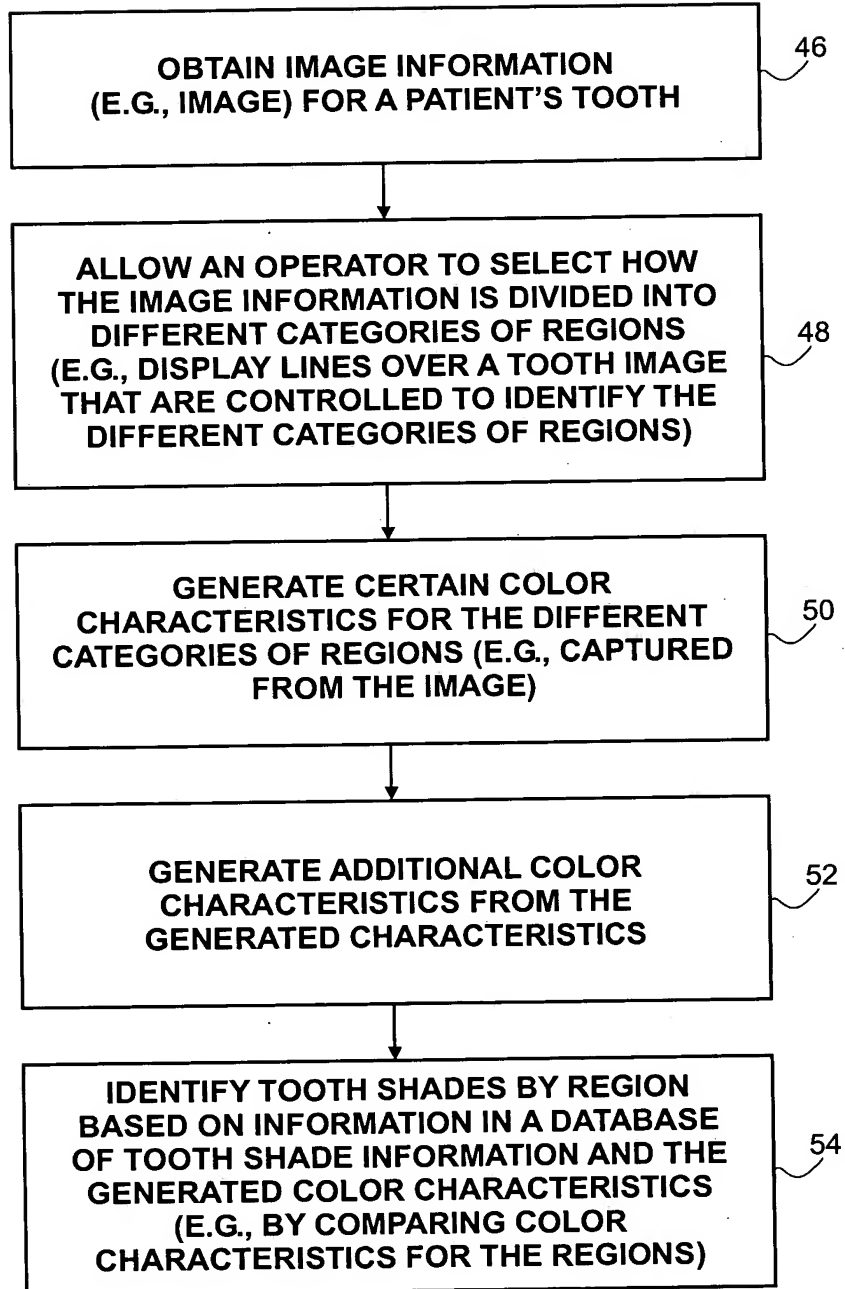 OBTAIN IMAGE INFORMATION
(E.G., IMAGE) FOR A PATIENT'S TOOTH
46
ALLOW AN OPERATOR TO SELECT HOW
THE IMAGE INFORMATION IS DIVIDED INTO
DIFFERENT CATEGORIES OF REGIONS
(E.G., DISPLAY LINES OVER A TOOTH IMAGE
THAT ARE CONTROLLED TO IDENTIFY THE
DIFFERENT CATEGORIES OF REGIONS)
48
GENERATE CERTAIN COLOR
CHARACTERISTICS FOR THE DIFFERENT
CATEGORIES OF REGIONS (E.G., CAPTURED
FROM THE IMAGE)
50
GENERATE ADDITIONAL COLOR
CHARACTERISTICS FROM THE
GENERATED CHARACTERISTICS
52
IDENTIFY TOOTH SHADES BY REGION
BASED ON INFORMATION IN A DATABASE
OF TOOTH SHADE INFORMATION AND THE
GENERATED COLOR CHARACTERISTICS
(E.G., BY COMPARING COLOR
CHARACTERISTICS FOR THE REGIONS)
54